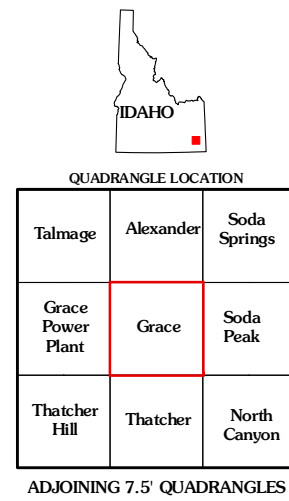 IDAHO
QUADRANGLE LOCATION
Talmage
Alexander
Soda
Springs
Grace
Power
Plant
Grace
Soda
Peak
Thatcher
Hill
Thatcher
North
Canyon
ADJOINING 7.5' QUADRANGLES